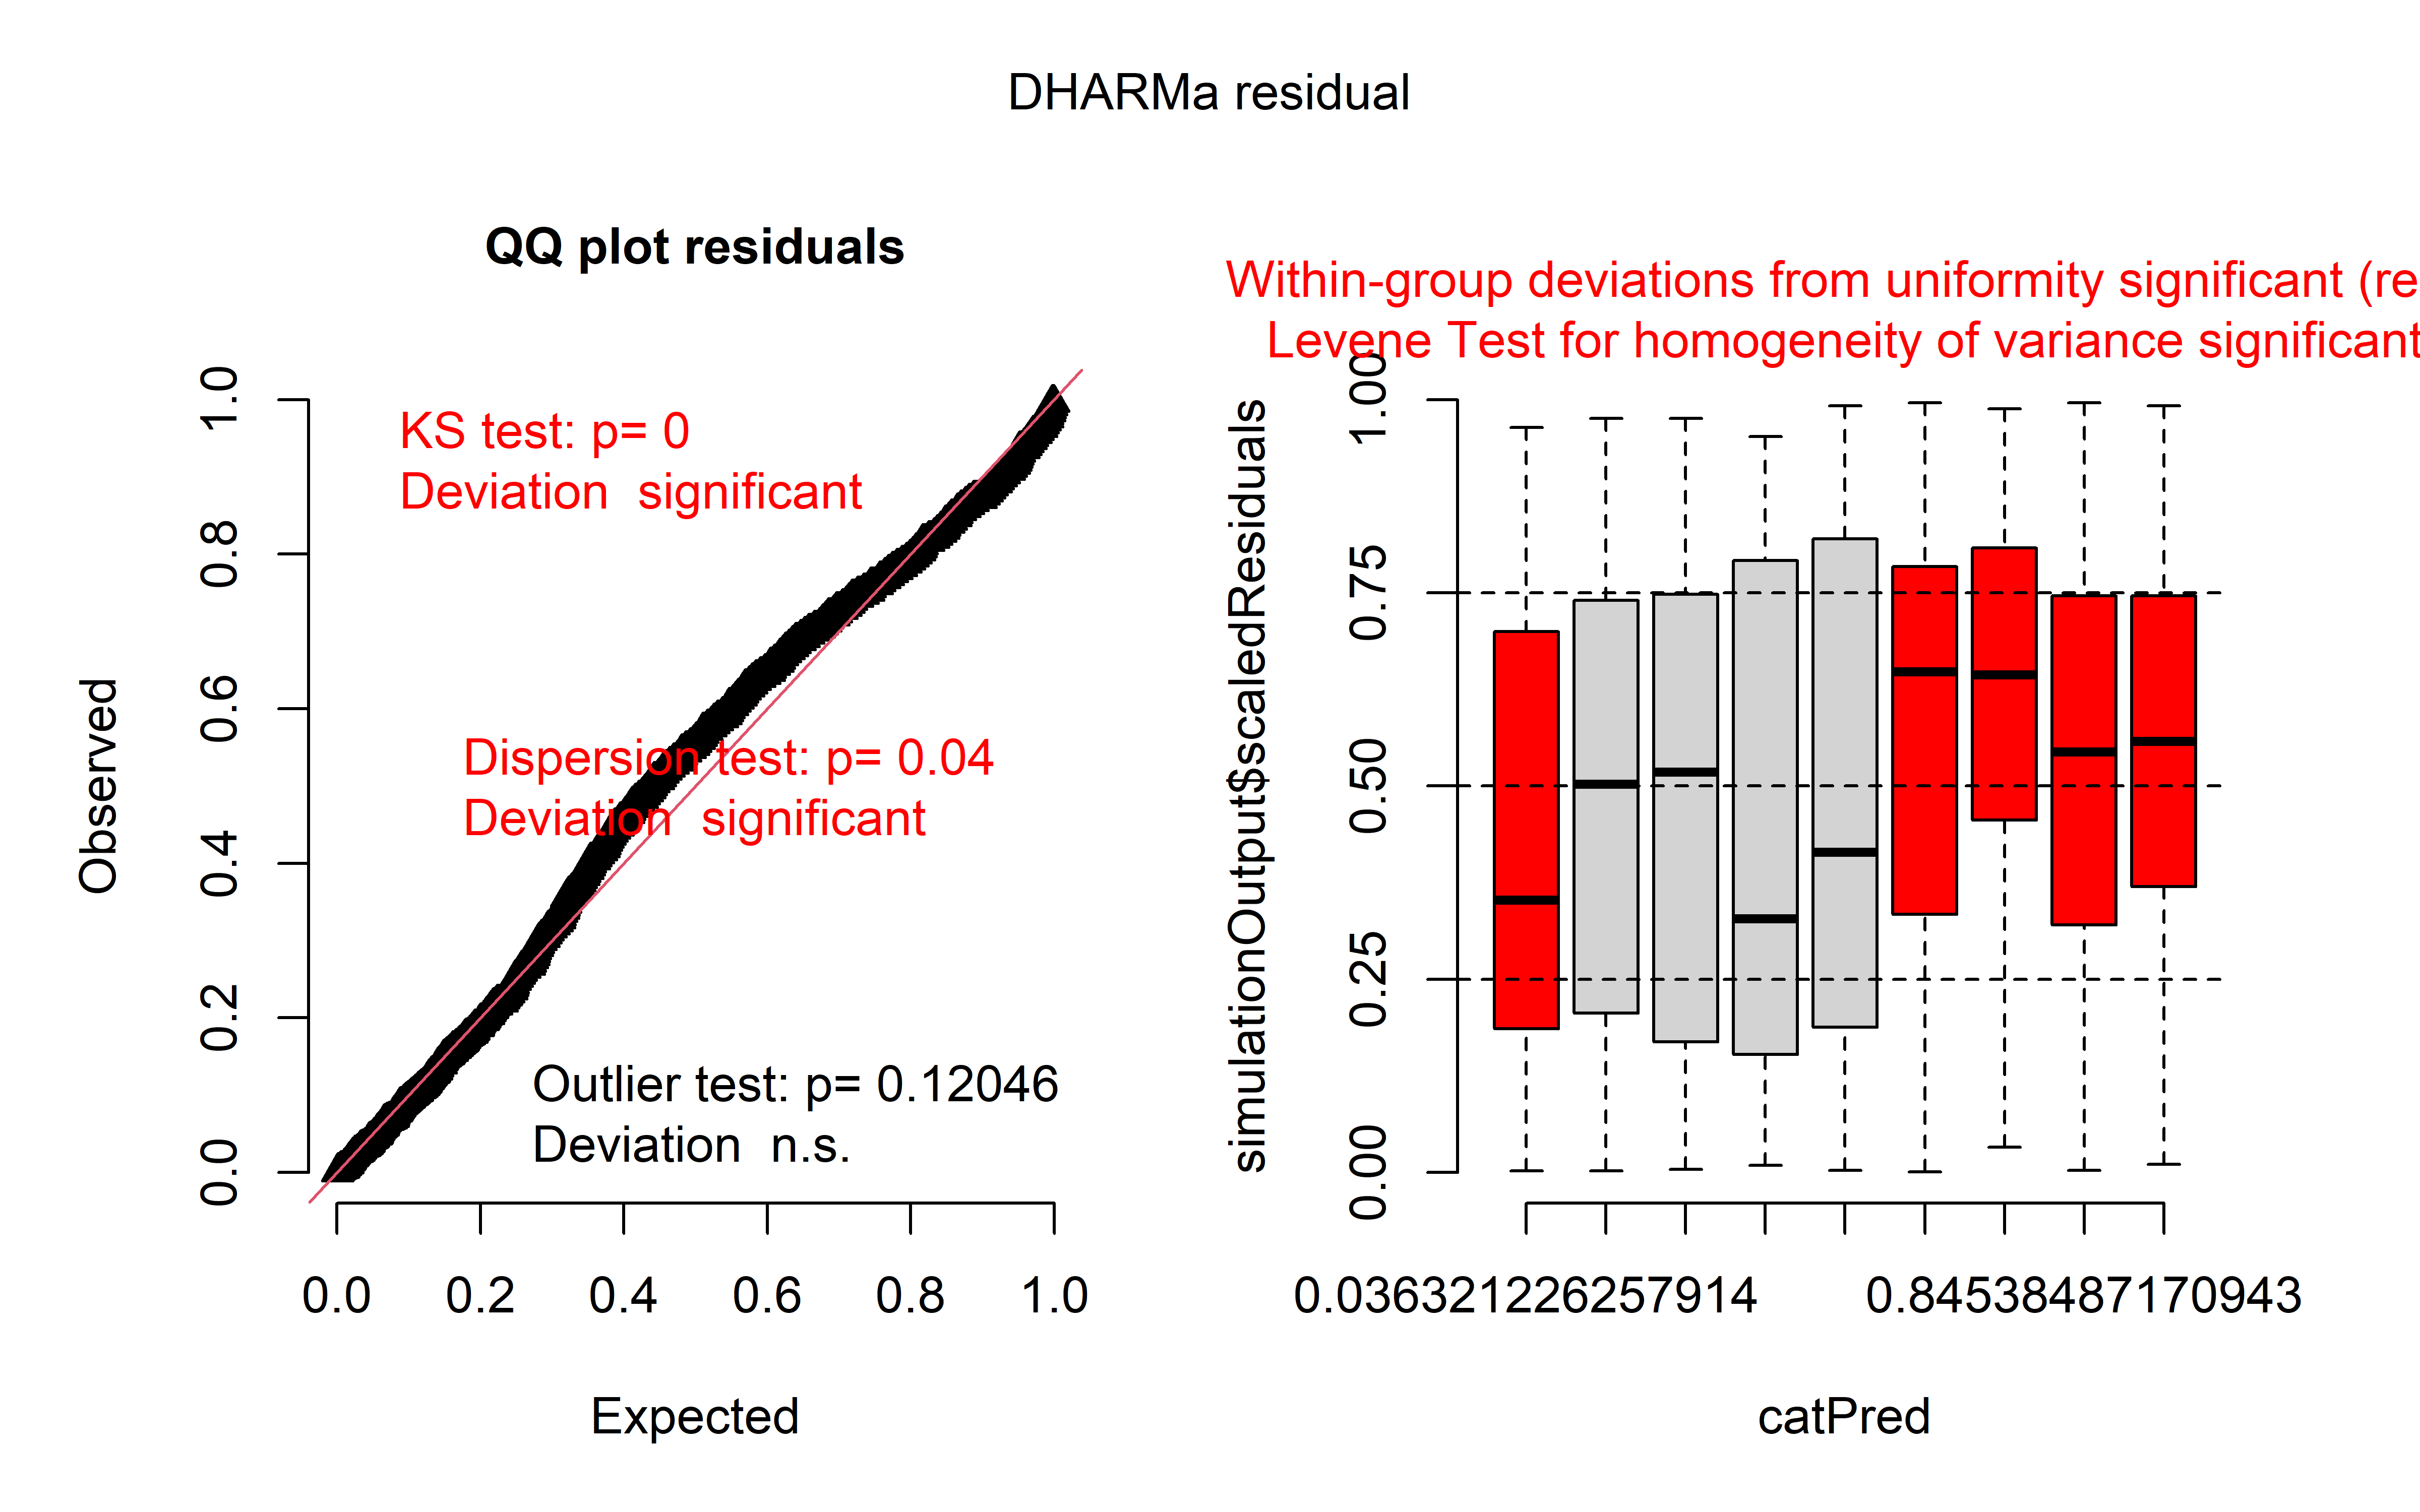 DHARMa residual
QQ plot residuals
KS test: p= 0
Deviation  significant
Dispersion test: p= 0.04
Deviation  significant
Outlier test: p= 0.12046
Deviation  n.s.
Observed
1.0
0.8
0.6
0.4
0.2
0.0
0.0 0.2 0.4 0.6 0.8 1.0
Expected
Within-group deviations from uniformity significant (re
Levene Test for homogeneity of variance significant
simulationOutput$scaledResiduals
1.00
0.75
0.50
0.25
0.00
0.036321226257914 0.84538487170943
catPred